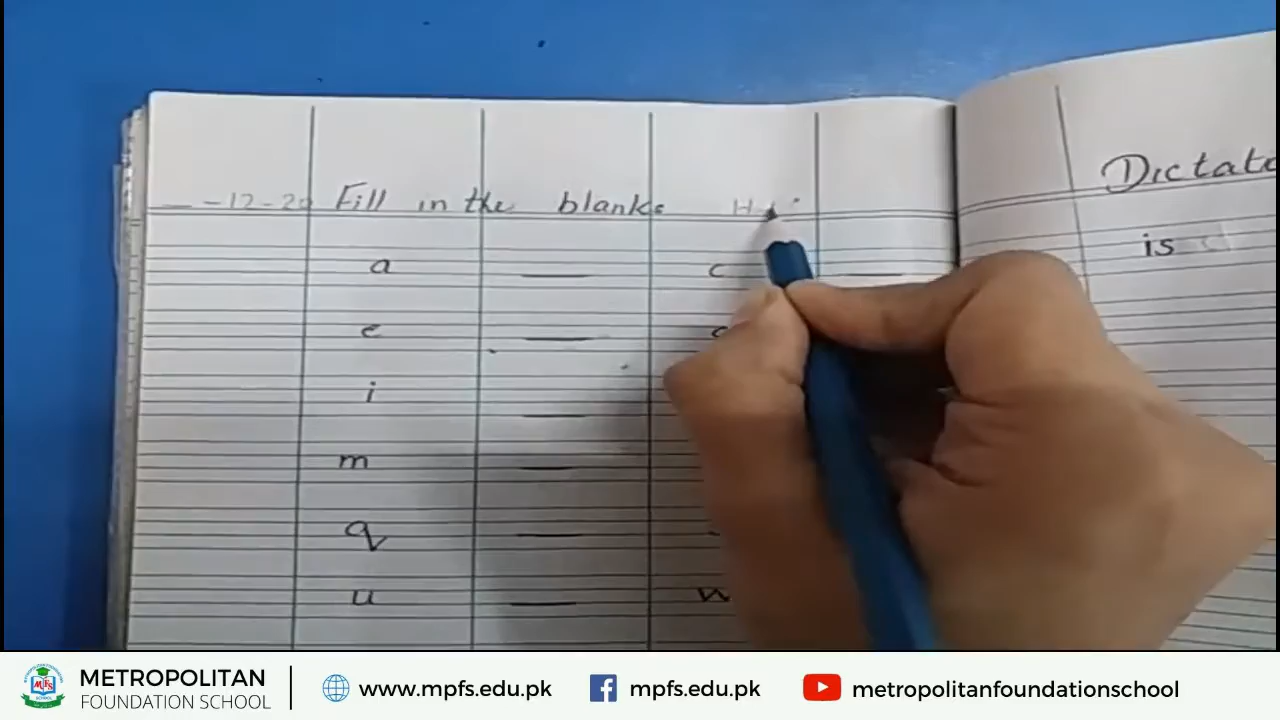 -12-20 Fill in the blanks H.
Dictat
is
a c
e
i
m
q
u w
METROPOLITAN
FOUNDATION SCHOOL
www.mpfs.edu.pk
mpfs.edu.pk
metropolitanfoundationschool